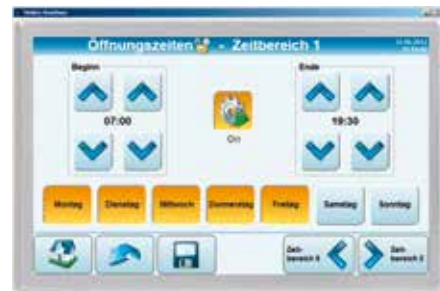 Öffnungszeiten - Zeitbereich 1
Beginn
Ende
07:00
19:30
On
Montag Dienstag Mittwoch Donnerstag Freitag Samstag Sonntag
Zeit-
bereich
Zeit-
bereich 2